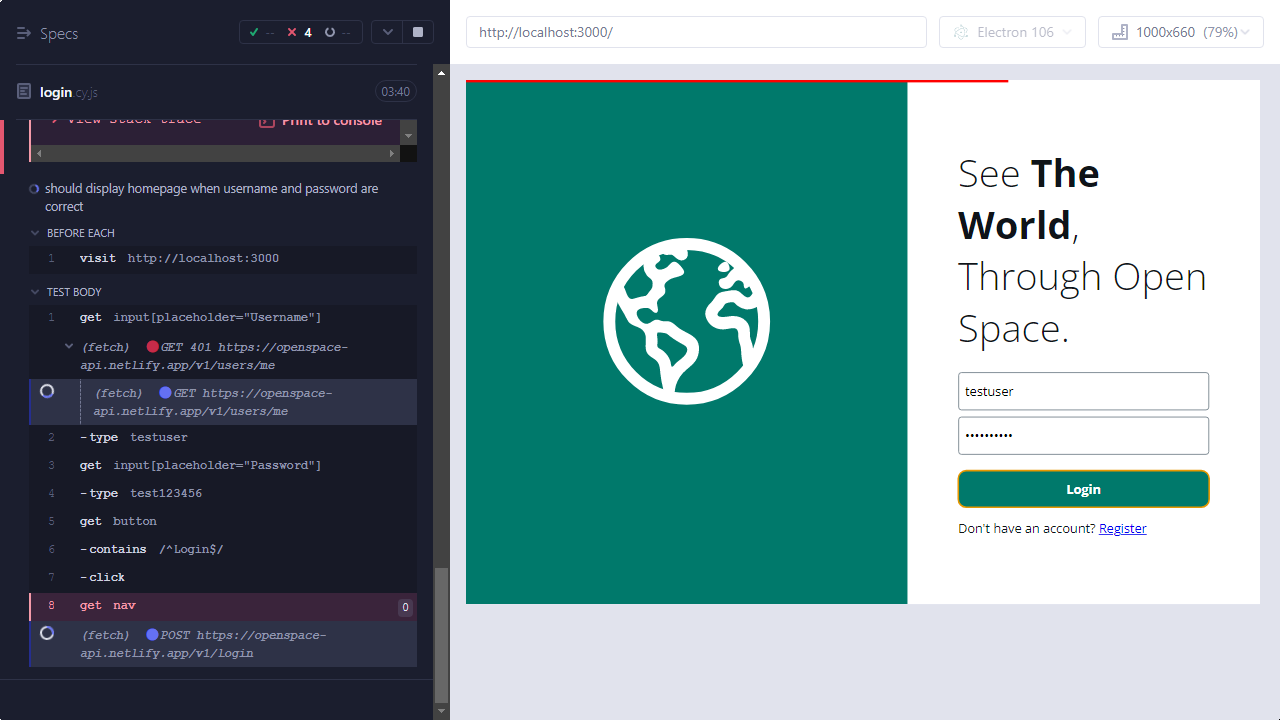 Specs
-- 4 --
login cy.js
03:40
View stack trace
Print to console
should display homepage when username and password are
correct
BEFORE EACH
1 visit http://localhost:3000
TEST BODY
1 get input[placeholder="Username"]
(fetch) GET 401 https://openspace-
api.netlify.app/v1/users/me
(fetch) GET https://openspace-
api.netlify.app/v1/users/me
2 -type testuser
3 get input[placeholder="Password"]
4 -type test123456
5 get button
6 -contains /^Login$/
7 -click
8 get nav 0
(fetch) POST https://openspace-
api.netlify.app/v1/login
http://localhost:3000/
Electron 106
1000x660 (79%)
See The
World,
Through Open
Space.
testuser
••••••••••
Login
Don't have an account? Register